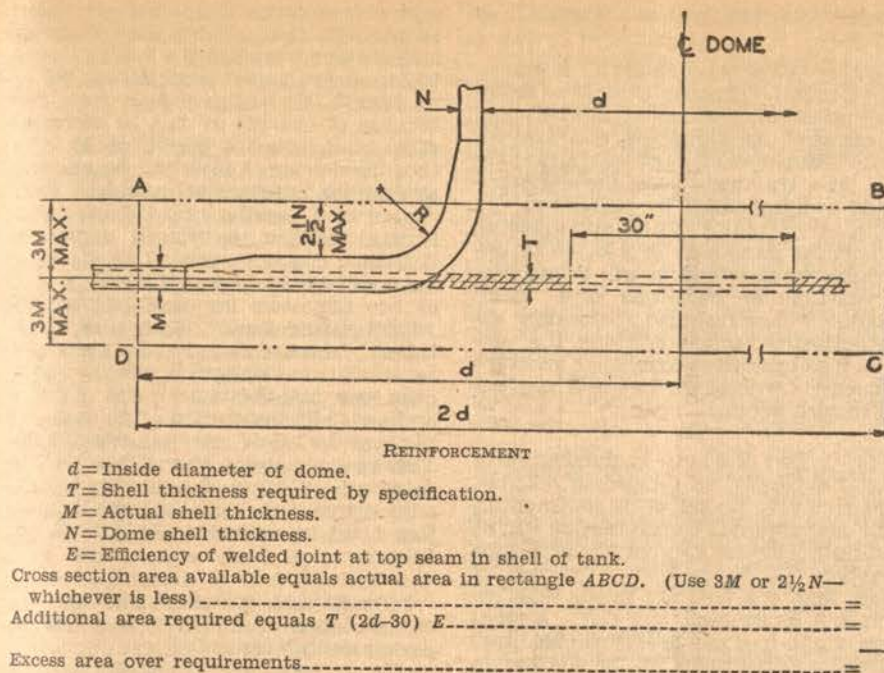 ℄ DOME
N
d
A
B
R
3M
MAX.
2½N
MAX.
T
30"
M
3M
MAX.
D
C
d
2d
REINFORCEMENT
d=Inside diameter of dome.
T=Shell thickness required by specification.
M=Actual shell thickness.
N=Dome shell thickness.
E=Efficiency of welded joint at top seam in shell of tank.
Cross section area available equals actual area in rectangle ABCD. (Use 3M or 2½N—
whichever is less)------------------------------=
Additional area required equals T (2d–30) E------------------------------=
Excess area over requirements------------------------------=